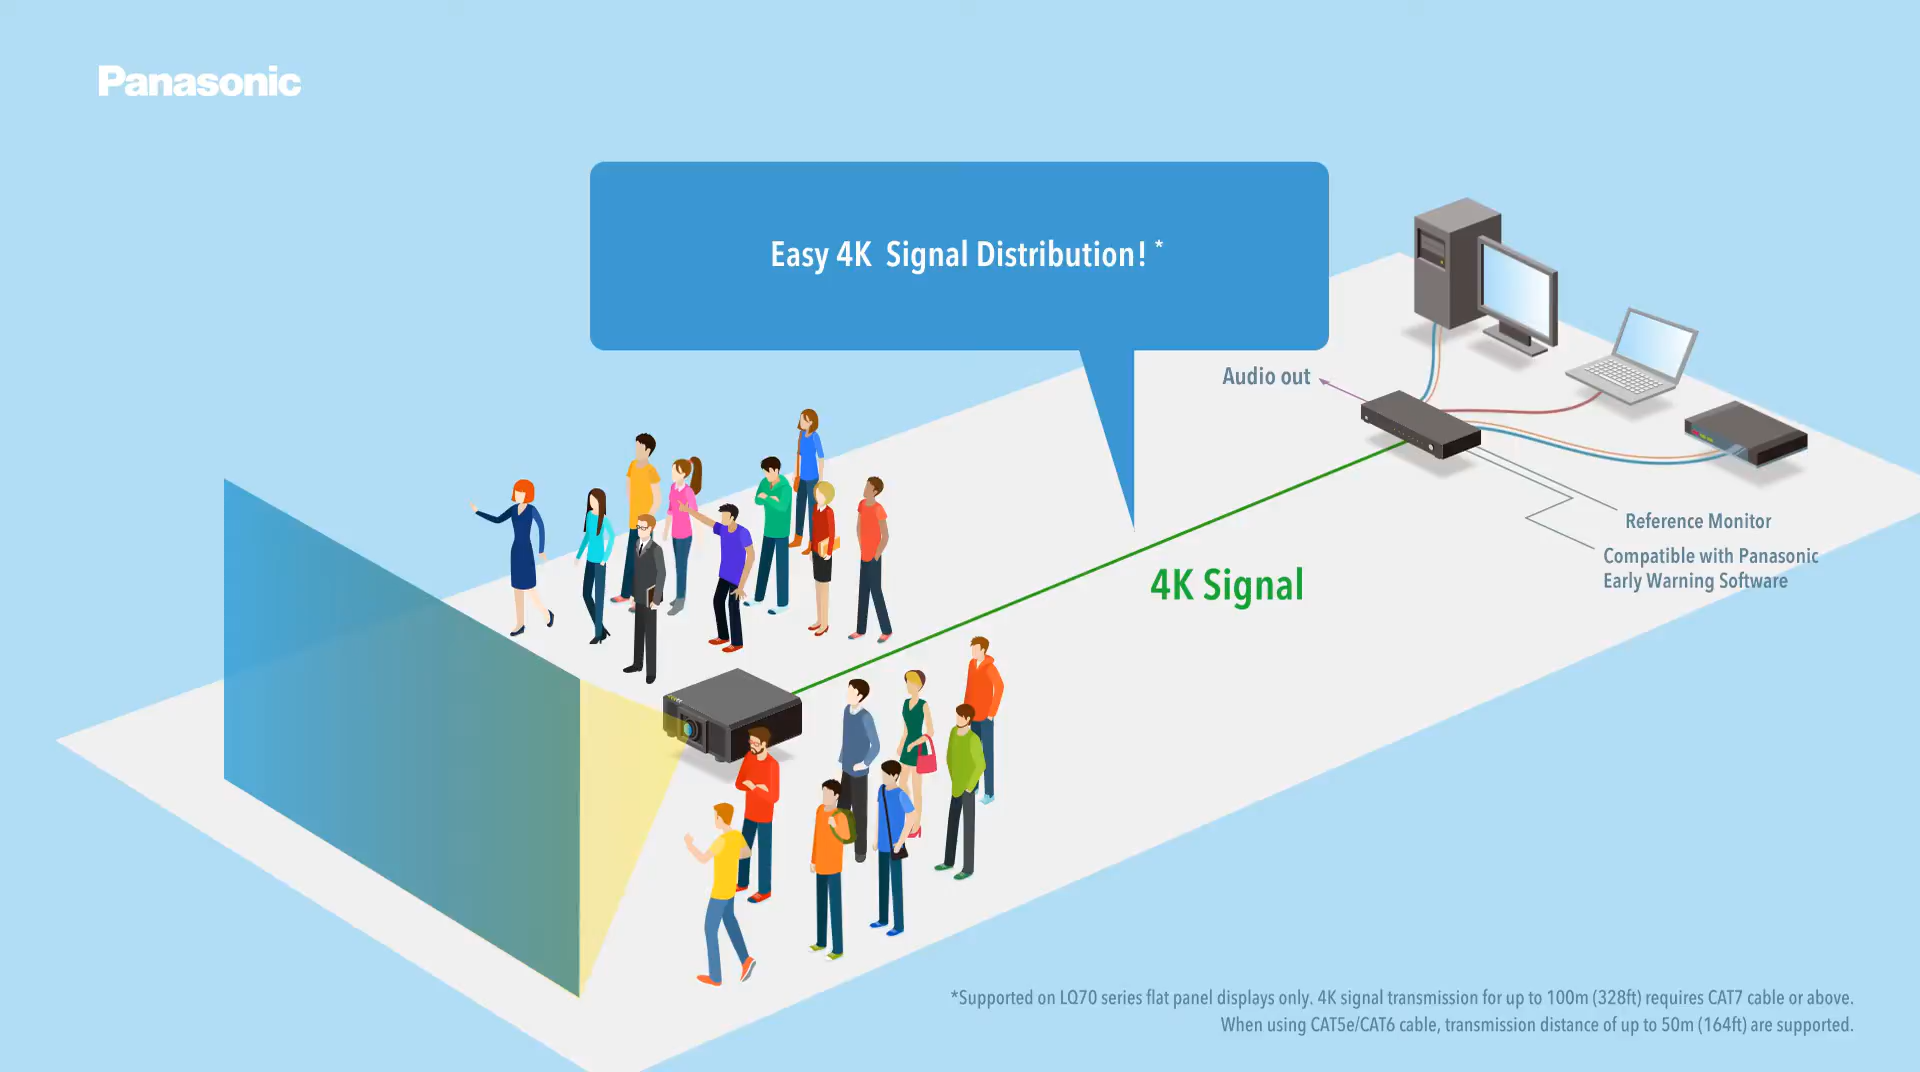 Panasonic
Easy 4K Signal Distribution!*
Audio out
Reference Monitor
Compatible with Panasonic
Early Warning Software
4K Signal
*Supported on LQ70 series flat panel displays only. 4K signal transmission for up to 100m (328ft) requires CAT7 cable or above.
When using CAT5e/CAT6 cable, transmission distance of up to 50m (164ft) are supported.